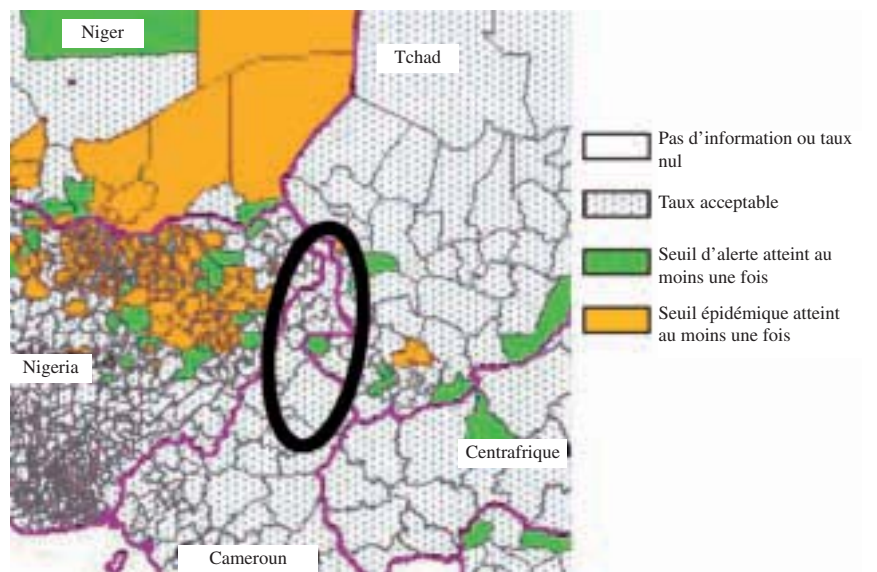 Niger
Tchad
Nigeria
Centrafrique
Cameroun
Pas d'information ou taux
nul
Taux acceptable
Seuil d'alerte atteint au
moins une fois
Seuil épidémique atteint
au moins une fois